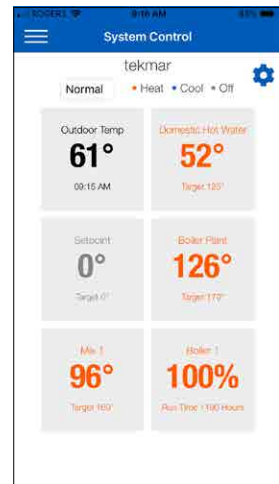 ROGERS 9:16 AM
System Control
tekmar
Normal • Heat • Cool • Off
Outdoor Temp
61°
09:15 AM
Domestic Hot Water
52°
Target 120°
Setpoint
0°
Target 0°
Boiler Plant
126°
Target 170°
Mix 1
96°
Target 160°
Boiler 1
100%
Run Time 1190 Hours